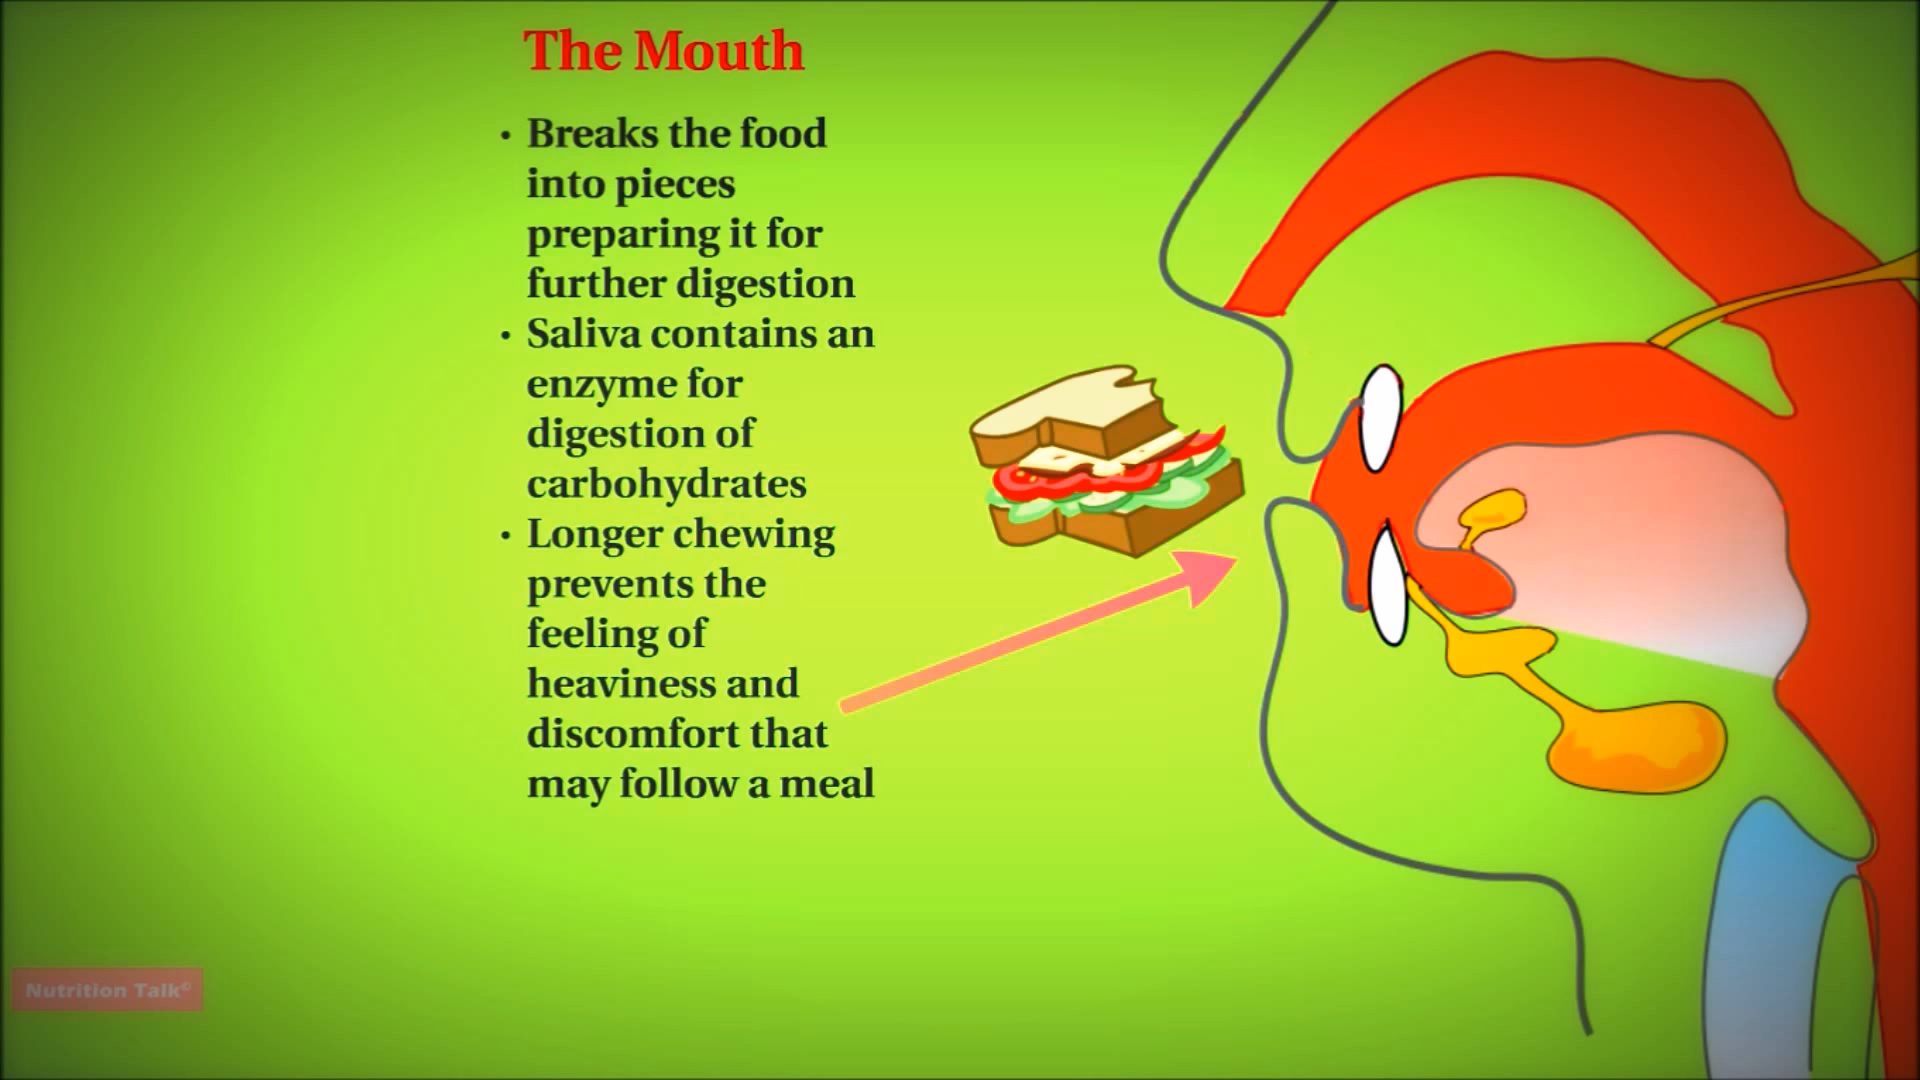 The Mouth
• Breaks the food
into pieces
preparing it for
further digestion
• Saliva contains an
enzyme for
digestion of
carbohydrates
• Longer chewing
prevents the
feeling of
heaviness and
discomfort that
may follow a meal
Nutrition Talk©